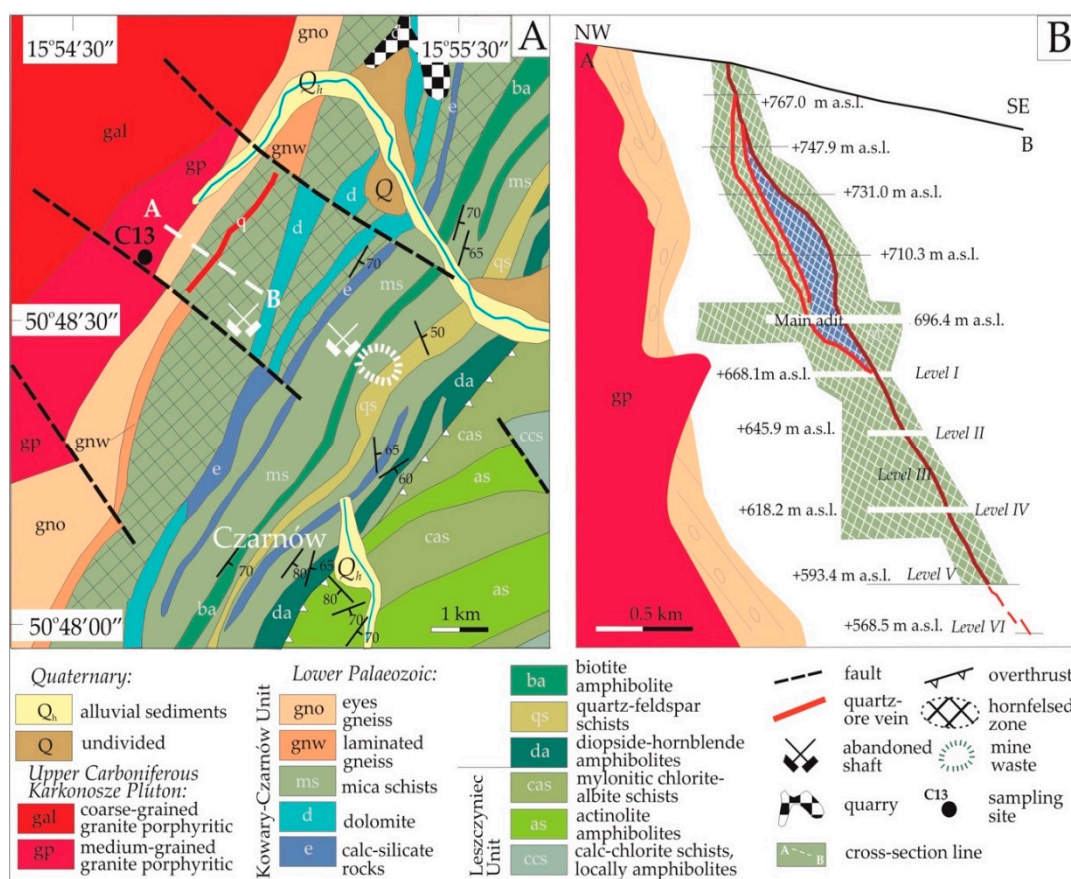 15°54′30″
gno
d
15°55′30″
A
Q h
e
ba
gal
gnw
gp
ms
Q
d
70
65
A
q
C13
d
70
qs
B
e
ms
50°48′30″
50
da
gp
gnw
qs
cas
ccs
e
65
as
60
ms
gno
cas
Czarnów
70
80
65
Q h
80
ba
da
70
70
as
1 km
50°48′00″
NW
A
B
+767.0 m a.s.l.
SE
B
+747.9 m a.s.l.
+731.0 m a.s.l.
+710.3 m a.s.l.
Main adit
696.4 m a.s.l.
+668.1m a.s.l.
Level I
gp
+645.9 m a.s.l.
Level II
Level III
+618.2 m a.s.l.
Level IV
+593.4 m a.s.l.
Level V
0.5 km
+568.5 m a.s.l.
Level VI
Quaternary:
Qh alluvial sediments
Q undivided
Upper Carboniferous
Karkonosze Pluton:
gal coarse-grained
granite porphyritic
gp medium-grained
granite porphyritic
Kowary-Czarnów Unit
Lower Palaeozoic:
gno eyes
gneiss
gnw laminated
gneiss
ms mica schists
d dolomite
e calc-silicate
rocks
ba biotite
amphibolite
qs quartz-feldspar
schists
da diopside-hornblende
amphibolites
Leszczyniec
Unit
cas mylonitic chlorite-
albite schists
as actinolite
amphibolites
ccs calc-chlorite schists,
locally amphibolites
fault
overthrust
quartz-
ore vein
hornfelsed
zone
abandoned
shaft
mine
waste
quarry
C13
sampling
site
A B
cross-section line